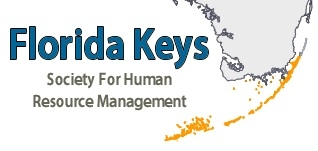 Florida Keys
Society For Human
Resource Management